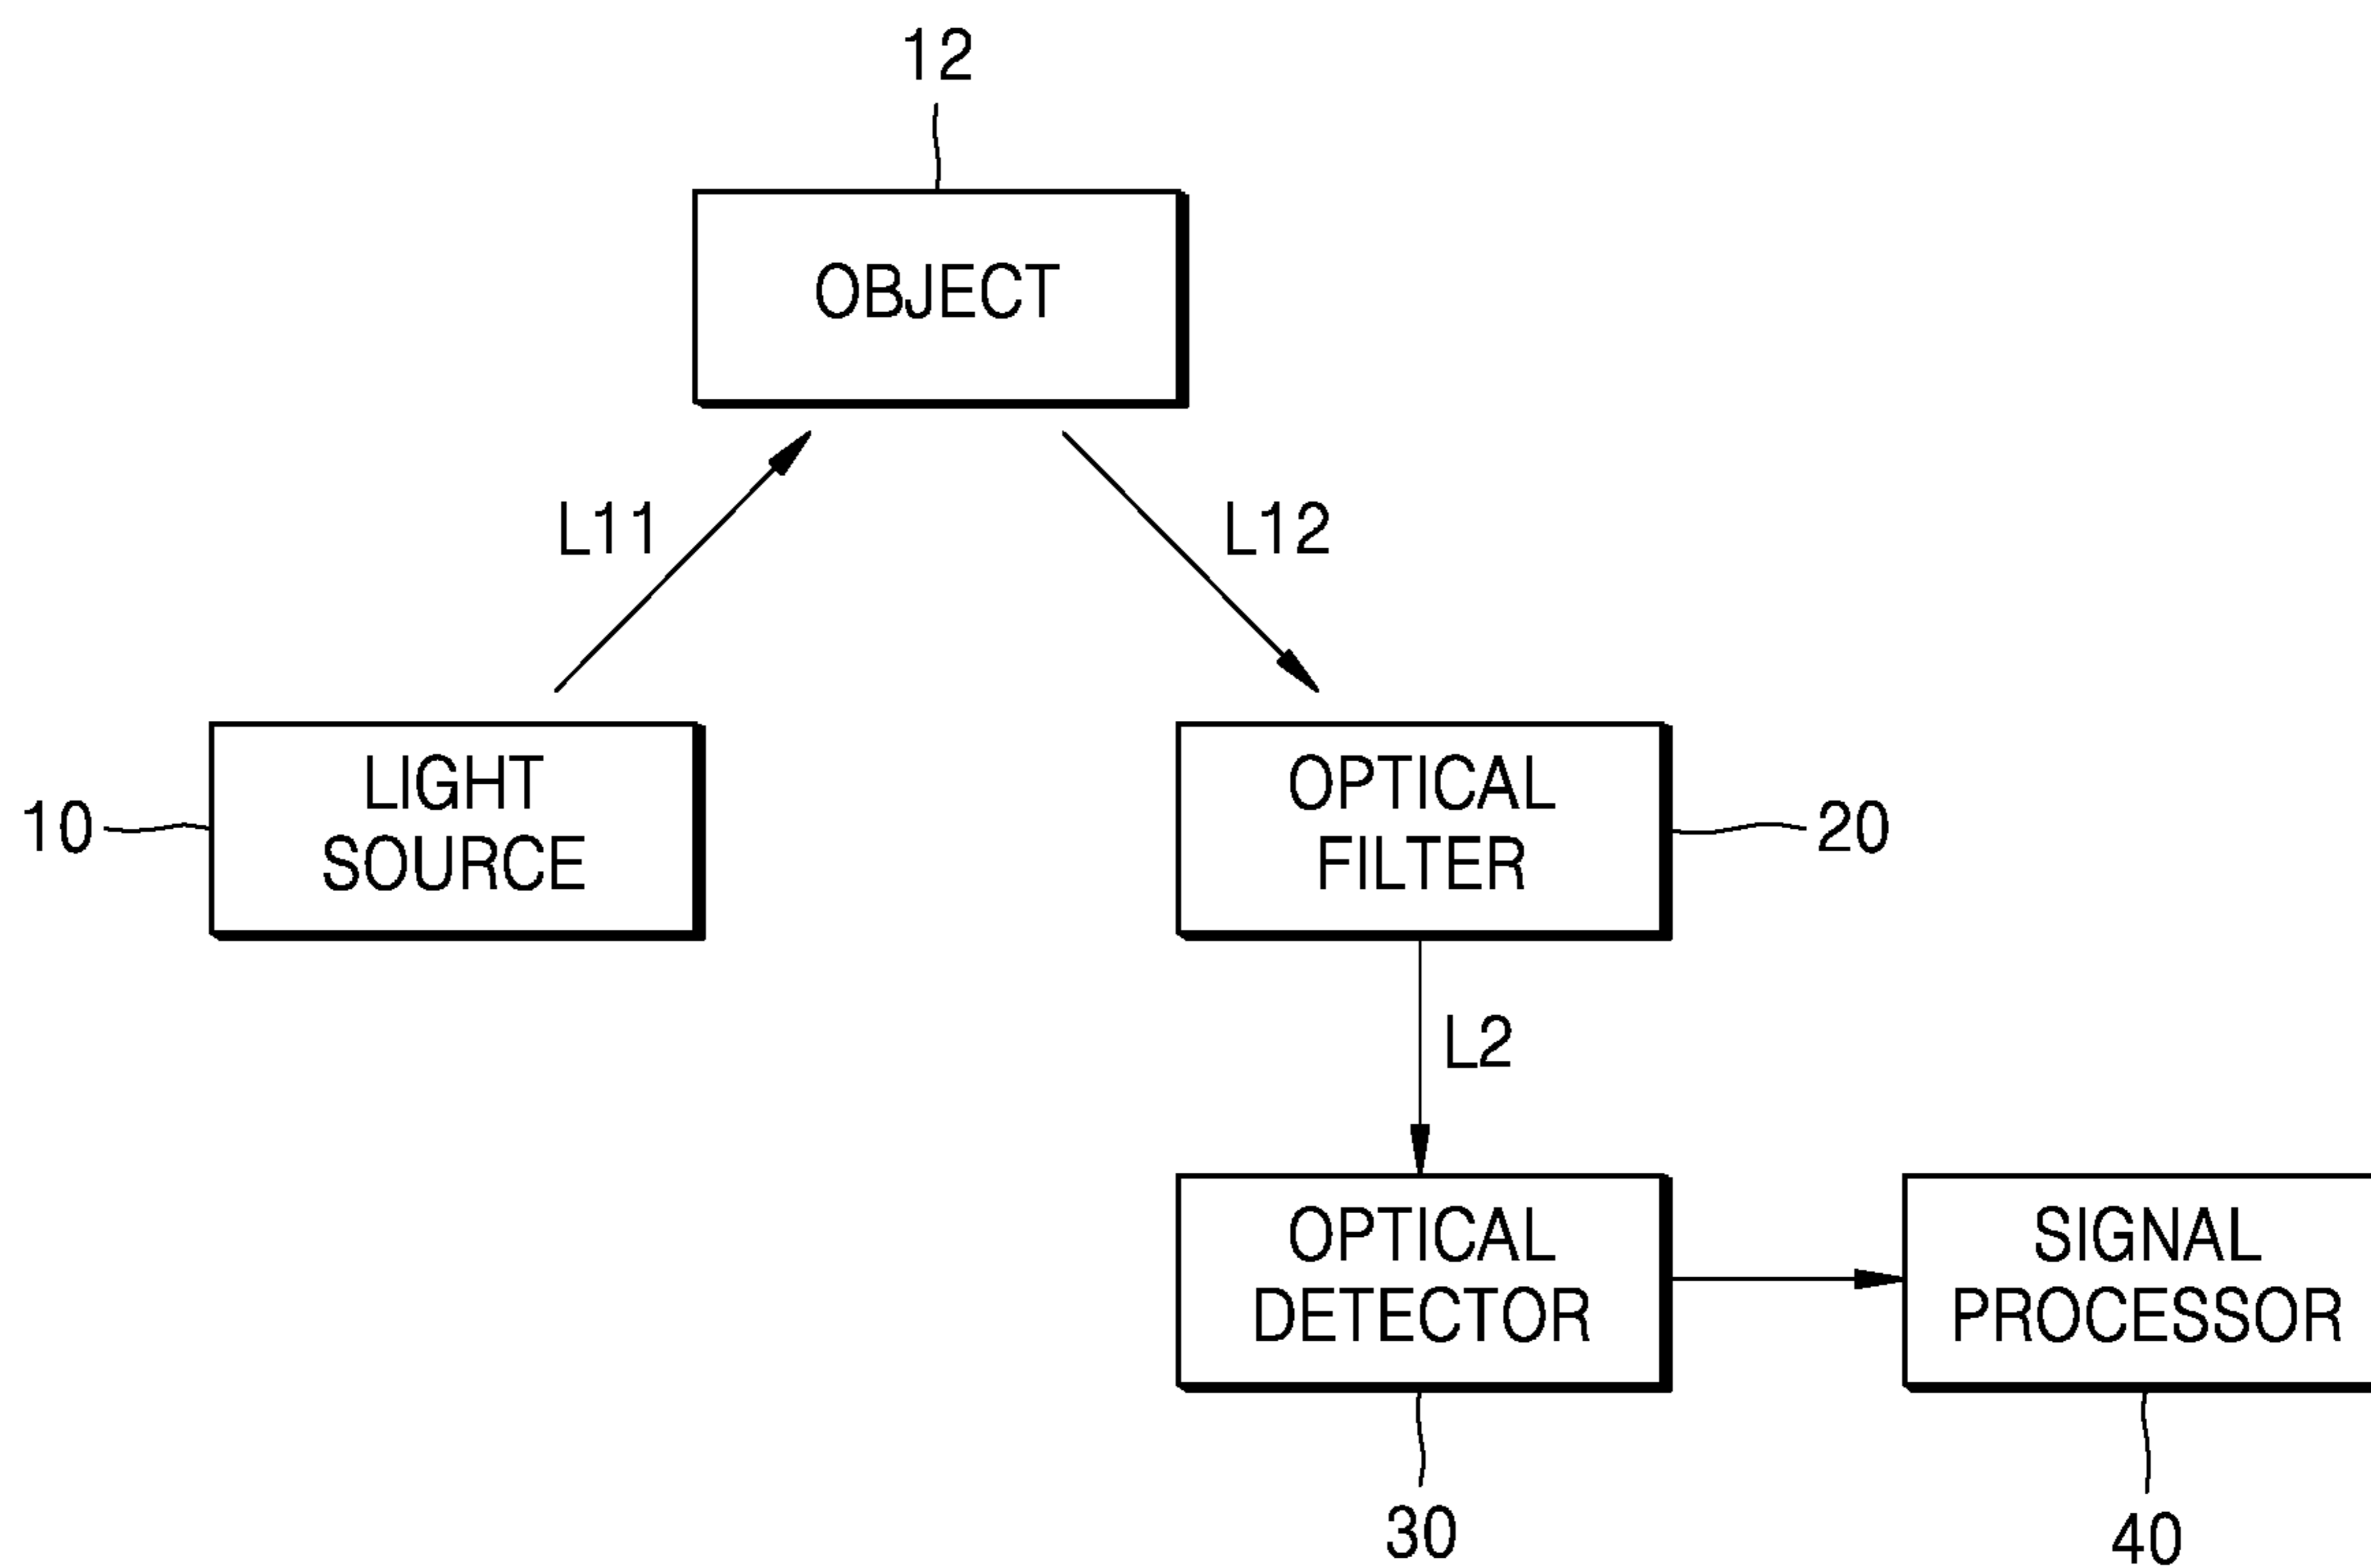 12
OBJECT
L11
L12
LIGHT
SOURCE
10
OPTICAL
FILTER
20
L2
OPTICAL
DETECTOR
SIGNAL
PROCESSOR
30
40